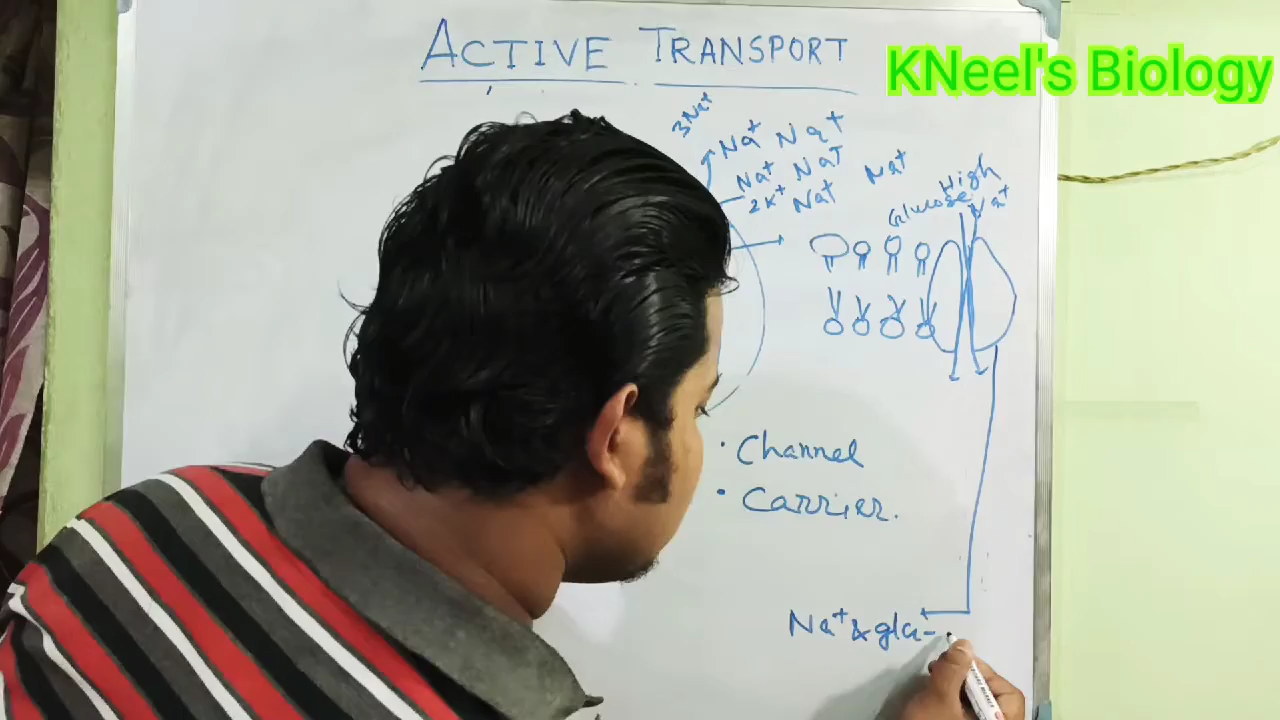 ACTIVE TRANSPORT
KNeel's Biology
3Na⁺
Na⁺ Na⁺
Na⁺ Na⁺ Na⁺
2K⁺ Na⁺
High
Glucose Na⁺
• Channel
• Carrier.
Na⁺ & glu-